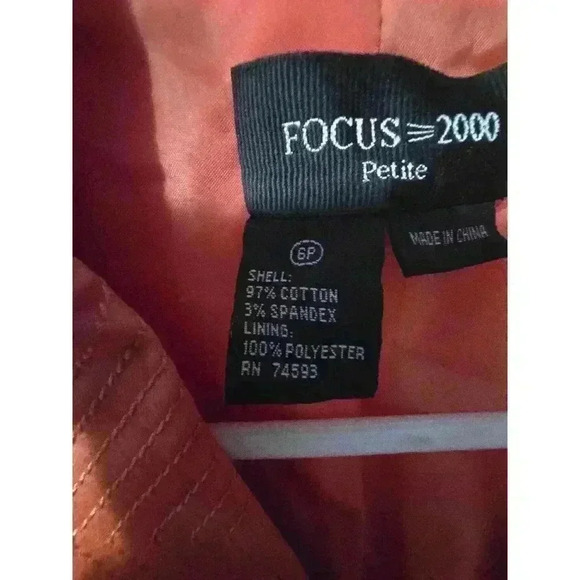 FOCUS 2000
Petite
MADE IN CHINA
6P
SHELL:
97% COTTON
3% SPANDEX
LINING:
100% POLYESTER
RN 74593